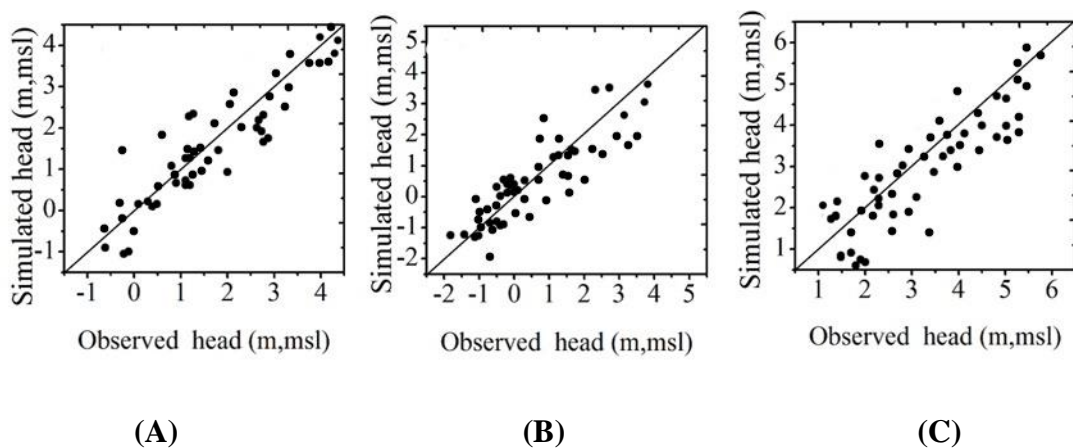 4
3
2
1
0
-1
-1 0 1 2 3 4
Simulated head (m,msl)
Observed head (m,msl)
5
4
3
2
1
0
-1
-2
-2 -1 0 1 2 3 4 5
Simulated head (m,msl)
Observed head (m,msl)
6
5
4
3
2
1
1 2 3 4 5 6
Simulated head (m,msl)
Observed head (m,msl)
(A) (B) (C)